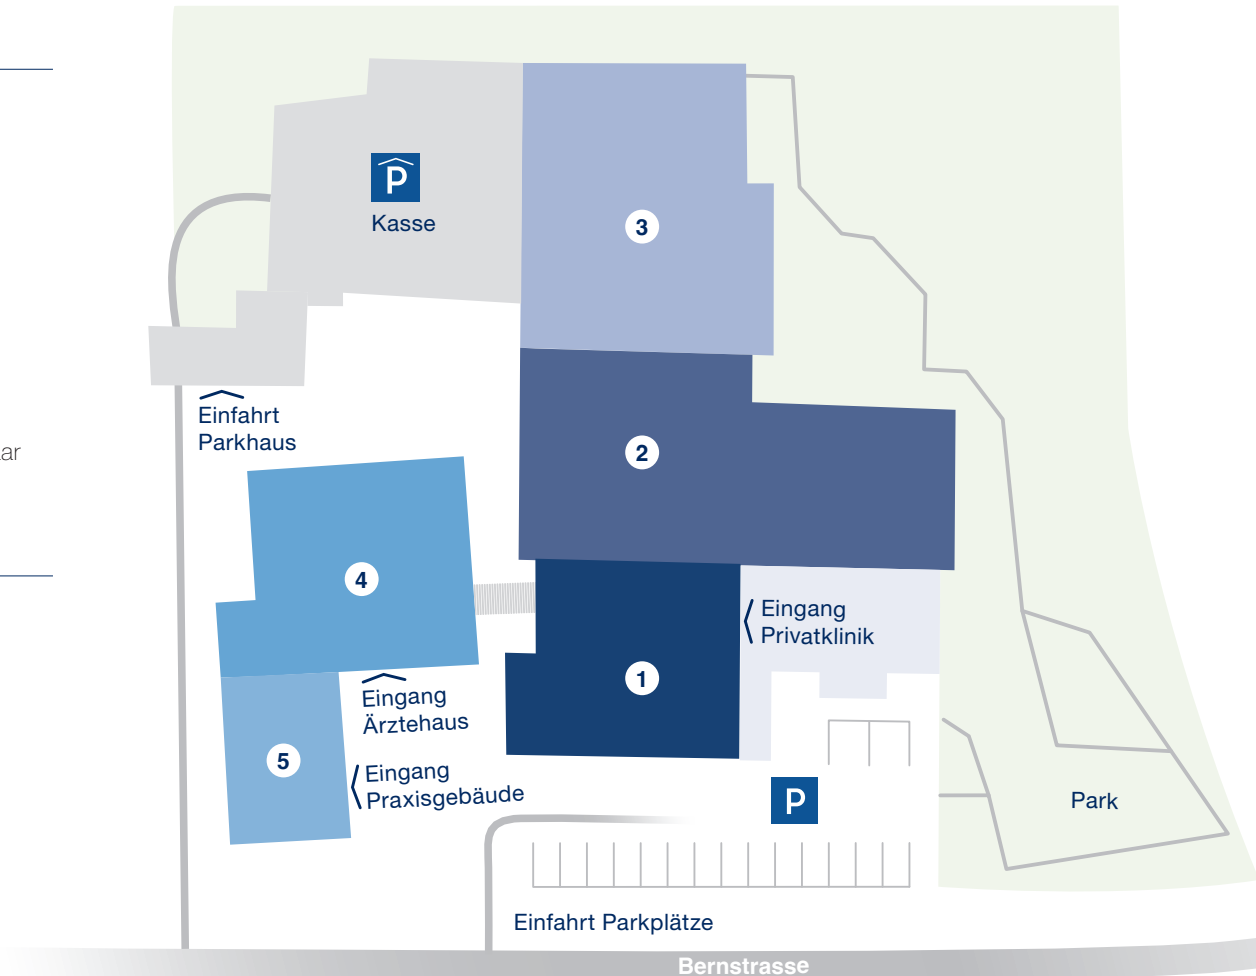 P
Kasse
3
Einfahrt
Parkhaus
ar
2
4
Eingang
Privatklinik
1
Eingang
Ärztehaus
5
Eingang
Praxisgebäude
P
Park
Einfahrt Parkplätze
Bernstrasse